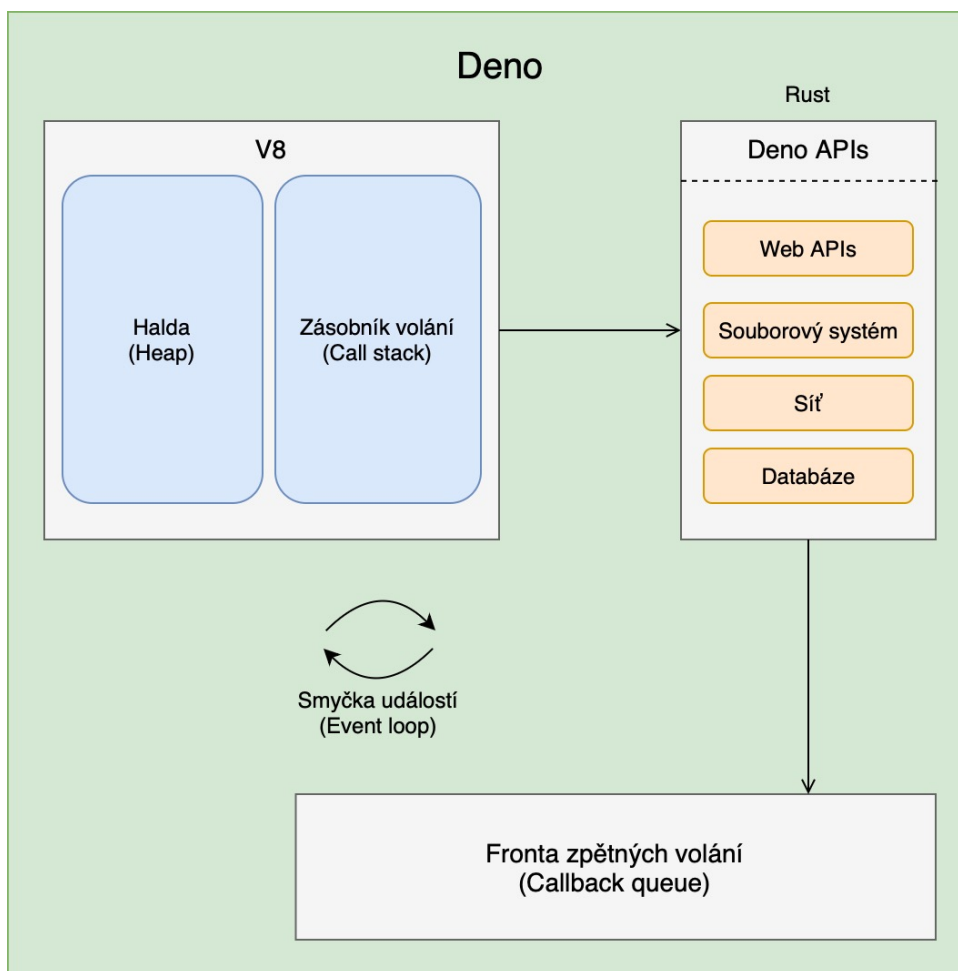 Deno
Rust
V8
Deno APIs
Halda
(Heap)
Zásobník volání
(Call stack)
Web APIs
Souborový systém
Síť
Databáze
Smyčka událostí
(Event loop)
Fronta zpětných volání
(Callback queue)